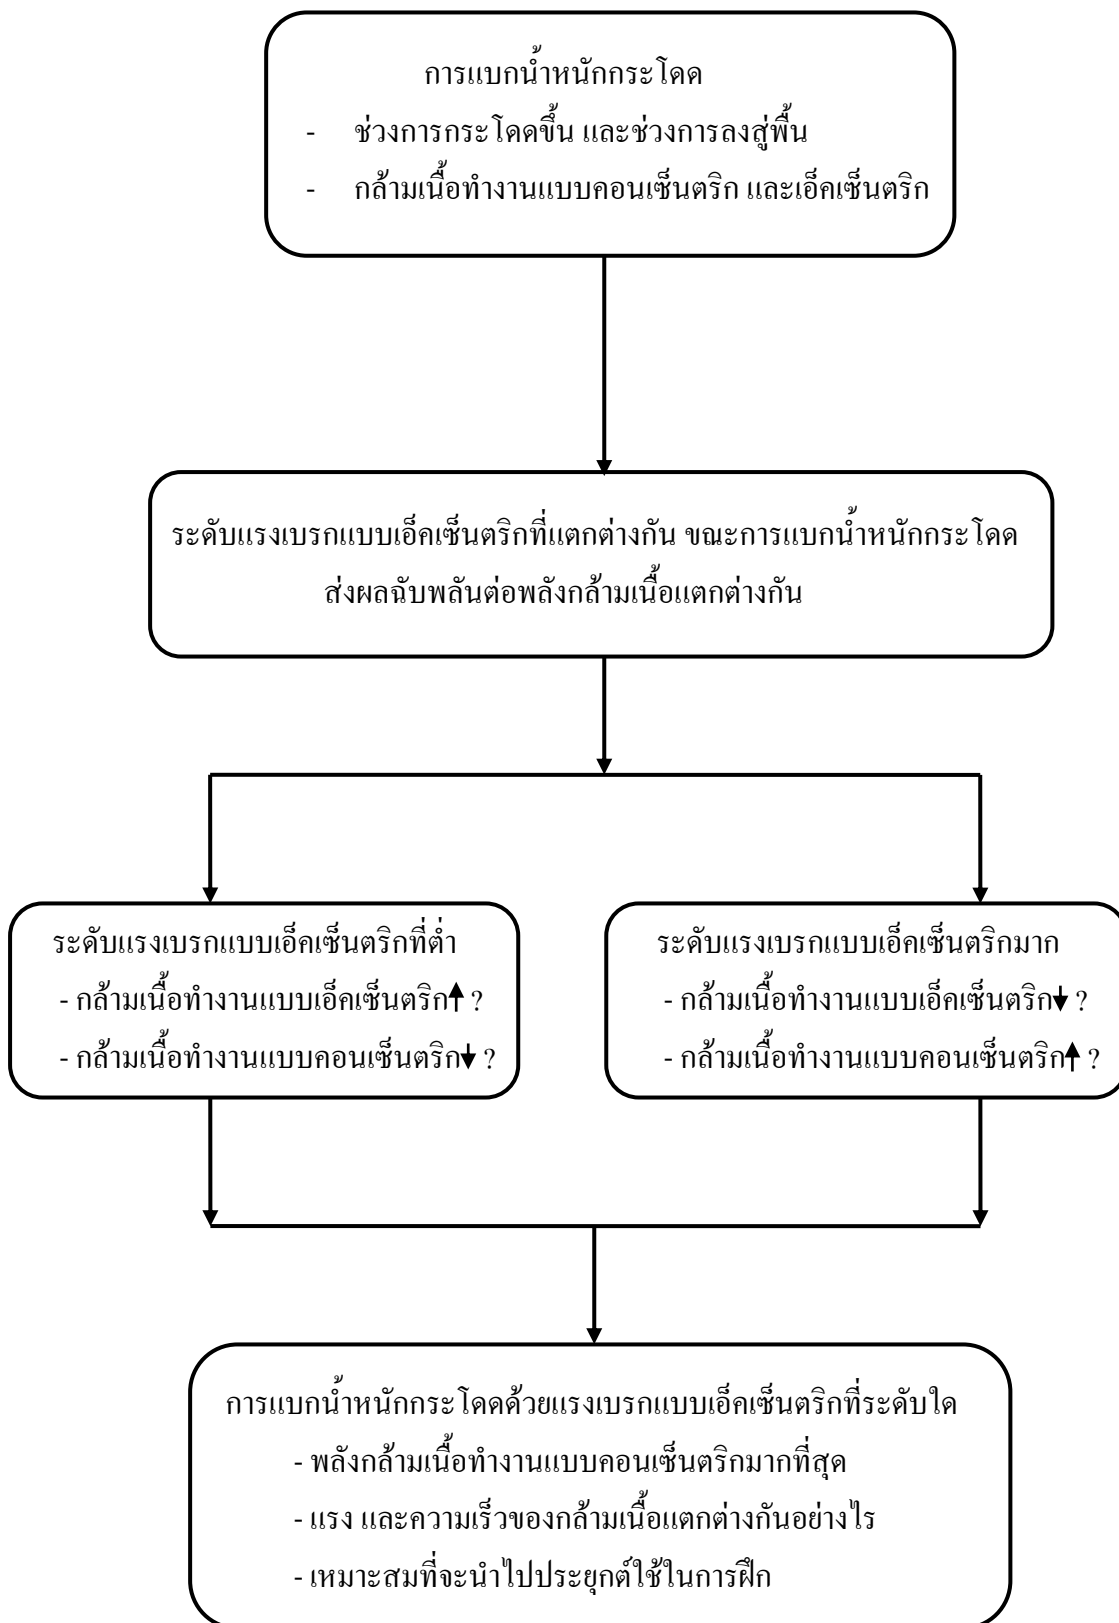 การแบกน้ำหนักกระโดด
- ช่วงการกระโดดขึ้น และช่วงการลงสู่พื้น
- กล้ามเนื้อทำงานแบบคอนเซ็นตริก และเอ็คเซ็นตริก
ระดับแรงเบรกแบบเอ็คเซ็นตริกที่แตกต่างกัน ขณะการแบกน้ำหนักกระโดด
ส่งผลฉับพลันต่อพลังกล้ามเนื้อแตกต่างกัน
ระดับแรงเบรกแบบเอ็คเซ็นตริกที่ต่ำ
- กล้ามเนื้อทำงานแบบเอ็คเซ็นตริก↑ ?
- กล้ามเนื้อทำงานแบบคอนเซ็นตริก↓ ?
ระดับแรงเบรกแบบเอ็คเซ็นตริกมาก
- กล้ามเนื้อทำงานแบบเอ็คเซ็นตริก↓ ?
- กล้ามเนื้อทำงานแบบคอนเซ็นตริก↑ ?
การแบกน้ำหนักกระโดดด้วยแรงเบรกแบบเอ็คเซ็นตริกที่ระดับใด
- พลังกล้ามเนื้อทำงานแบบคอนเซ็นตริกมากที่สุด
- แรง และความเร็วของกล้ามเนื้อแตกต่างกันอย่างไร
- เหมาะสมที่จะนำไปประยุกต์ใช้ในการฝึก